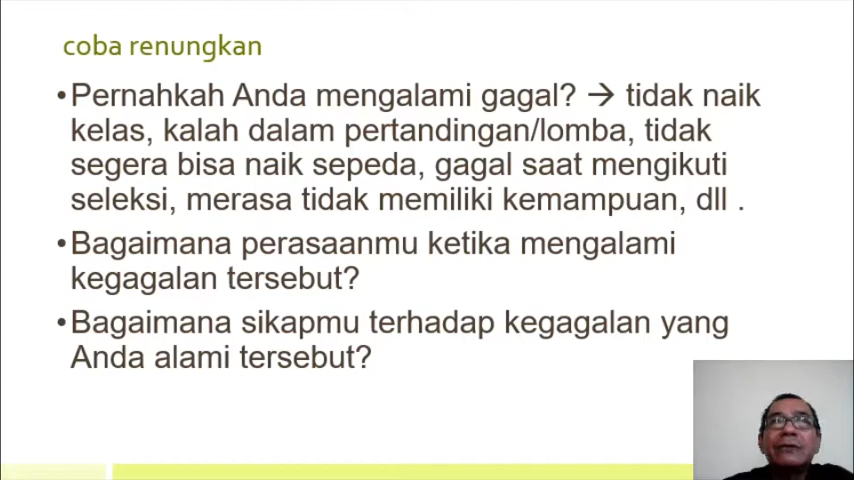 coba renungkan
•Pernahkah Anda mengalami gagal? → tidak naik
kelas, kalah dalam pertandingan/lomba, tidak
segera bisa naik sepeda, gagal saat mengikuti
seleksi, merasa tidak memiliki kemampuan, dll .
•Bagaimana perasaanmu ketika mengalami
kegagalan tersebut?
•Bagaimana sikapmu terhadap kegagalan yang
Anda alami tersebut?